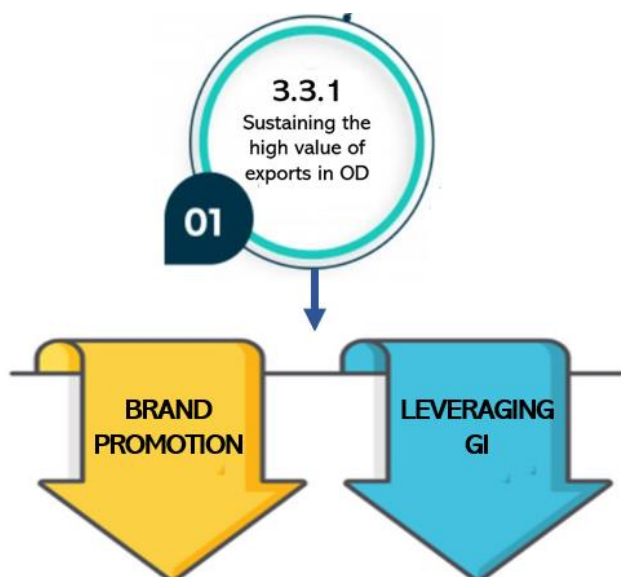 3.3.1
Sustaining the
high value of
exports in OD
01
BRAND
PROMOTION
LEVERAGING
GI